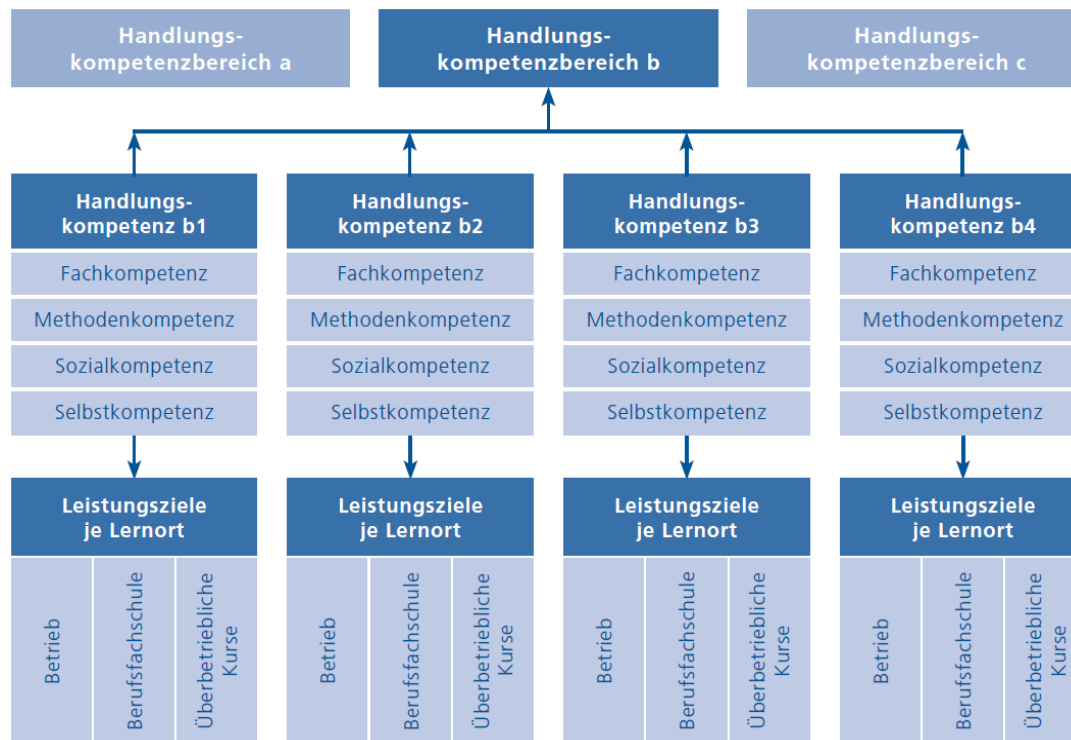 Handlungs-
kompetenzbereich a
Handlungs-
kompetenzbereich b
Handlungs-
kompetenzbereich c
Handlungs-
kompetenz b1
Handlungs-
kompetenz b2
Handlungs-
kompetenz b3
Handlungs-
kompetenz b4
Fachkompetenz
Fachkompetenz
Fachkompetenz
Fachkompetenz
Methodenkompetenz
Methodenkompetenz
Methodenkompetenz
Methodenkompetenz
Sozialkompetenz
Sozialkompetenz
Sozialkompetenz
Sozialkompetenz
Selbstkompetenz
Selbstkompetenz
Selbstkompetenz
Selbstkompetenz
Leistungsziele
je Lernort
Leistungsziele
je Lernort
Leistungsziele
je Lernort
Leistungsziele
je Lernort
Betrieb
Berufsfachschule
Überbetriebliche
Kurse
Betrieb
Berufsfachschule
Überbetriebliche
Kurse
Betrieb
Berufsfachschule
Überbetriebliche
Kurse
Betrieb
Berufsfachschule
Überbetriebliche
Kurse